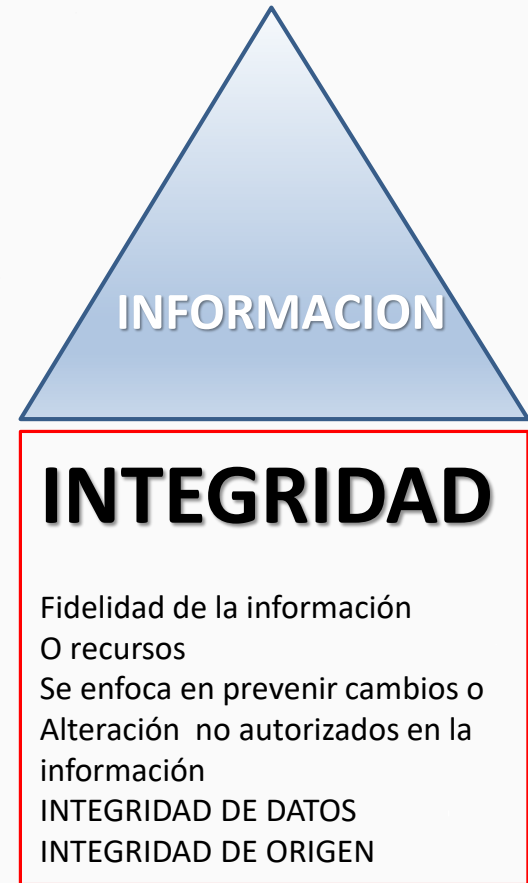 INFORMACION
INTEGRIDAD
Fidelidad de la información
O recursos
Se enfoca en prevenir cambios o
Alteración no autorizados en la
información
INTEGRIDAD DE DATOS
INTEGRIDAD DE ORIGEN